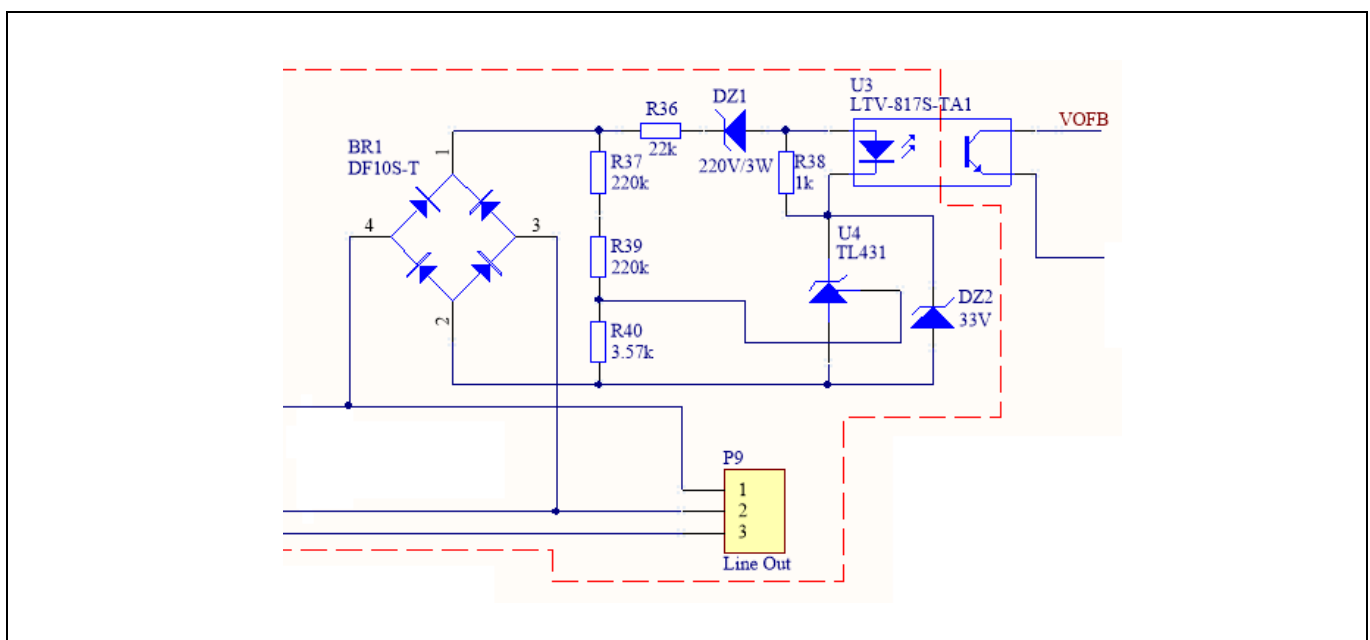 U3
LTV-817S-TA1
VOFB
DZ1
220V/3W
R36
22k
BR1
DF10S-T
1
4
3
2
R37
220k
R38
1k
R39
220k
U4
TL431
R40
3.57k
DZ2
33V
P9
1
2
3
Line Out